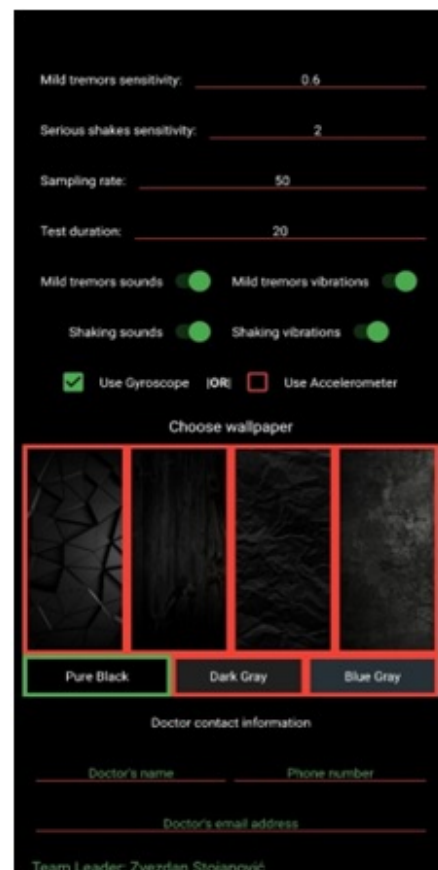 Mild tremors sensitivity: 0.6
Serious shakes sensitivity: 2
Sampling rate: 50
Test duration: 20
Mild tremors sounds Mild tremors vibrations
Shaking sounds Shaking vibrations
Use Gyroscope |OR| Use Accelerometer
Choose wallpaper
Pure Black Dark Gray Blue Gray
Doctor contact information
Doctor's name Phone number
Doctor's email address
Team Leader: Zvezdan Stojanović